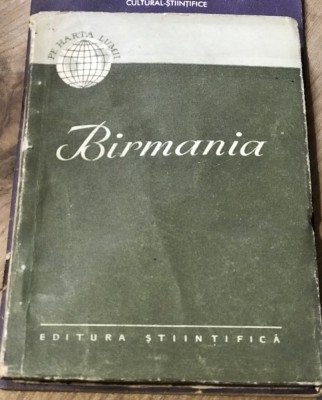 CULTURAL-ȘTIINȚIFICE
PE HARTA LUMII
Birmania
EDITURA ȘTIINȚIFICĂ